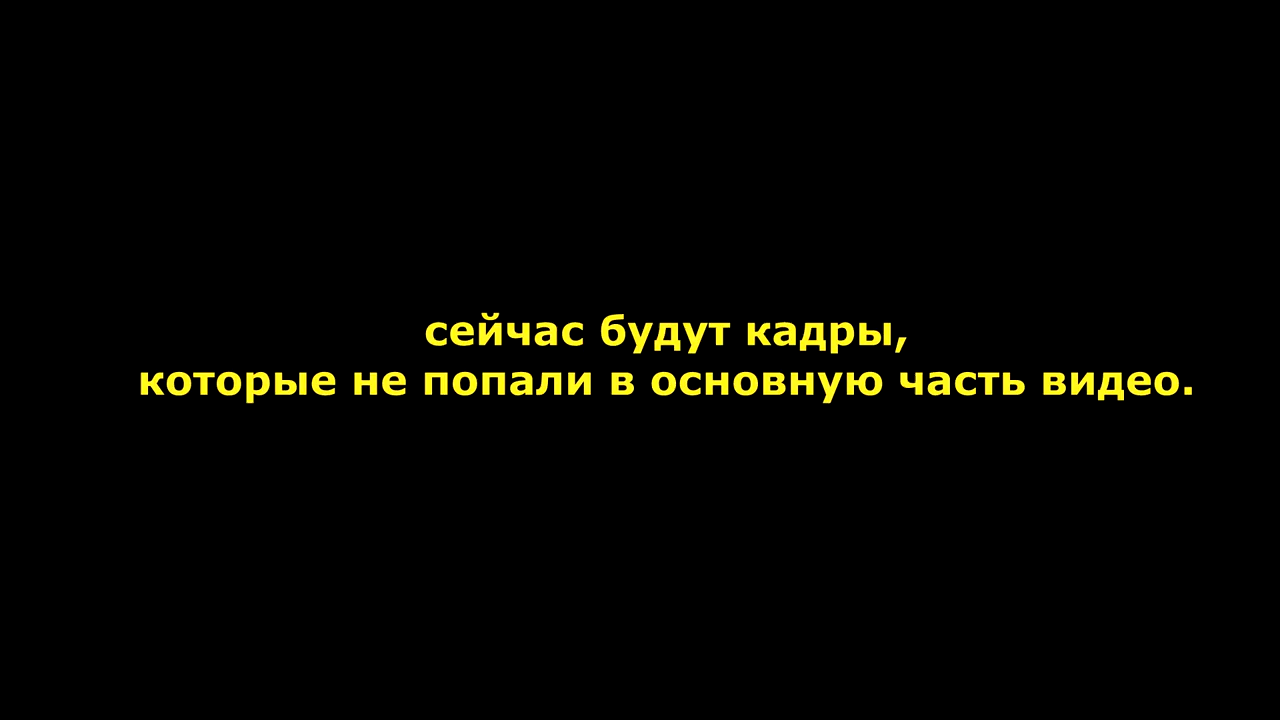 сейчас будут кадры,
которые не попали в основную часть видео.